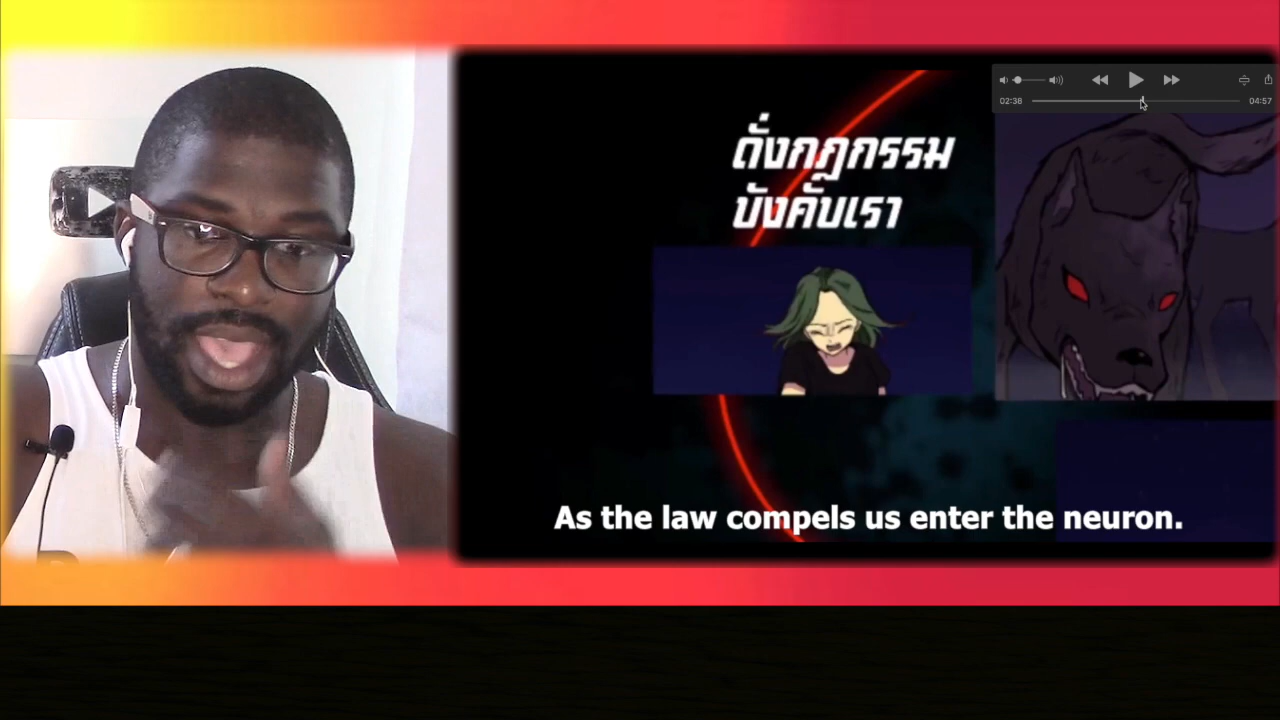 02:38
04:57
ดั่งกฎกรรม
บังคับเรา
As the law compels us enter the neuron.